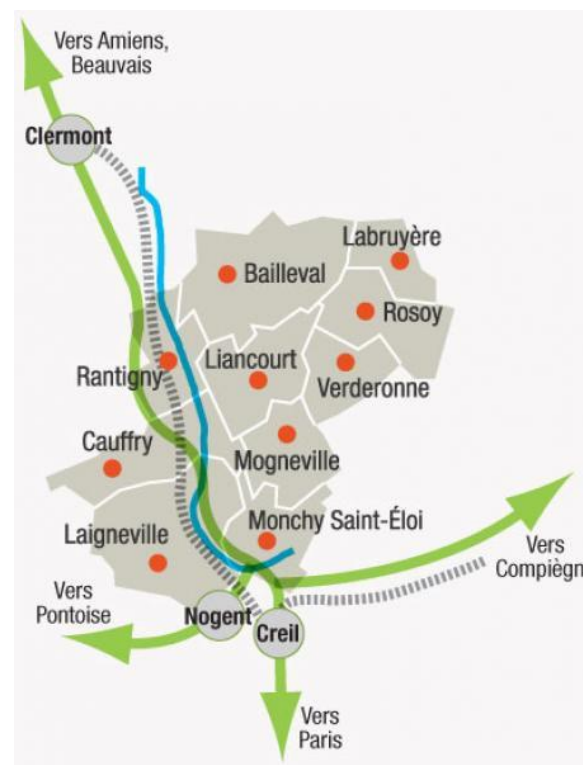 Vers Amiens,
Beauvais
Clermont
Labruyère
Bailleval
Rosoy
Liancourt
Rantigny
Verderonne
Cauffry
Mogneville
Monchy Saint-Éloi
Laigneville
Vers
Compiègn
Vers
Pontoise
Nogent
Creil
Vers
Paris